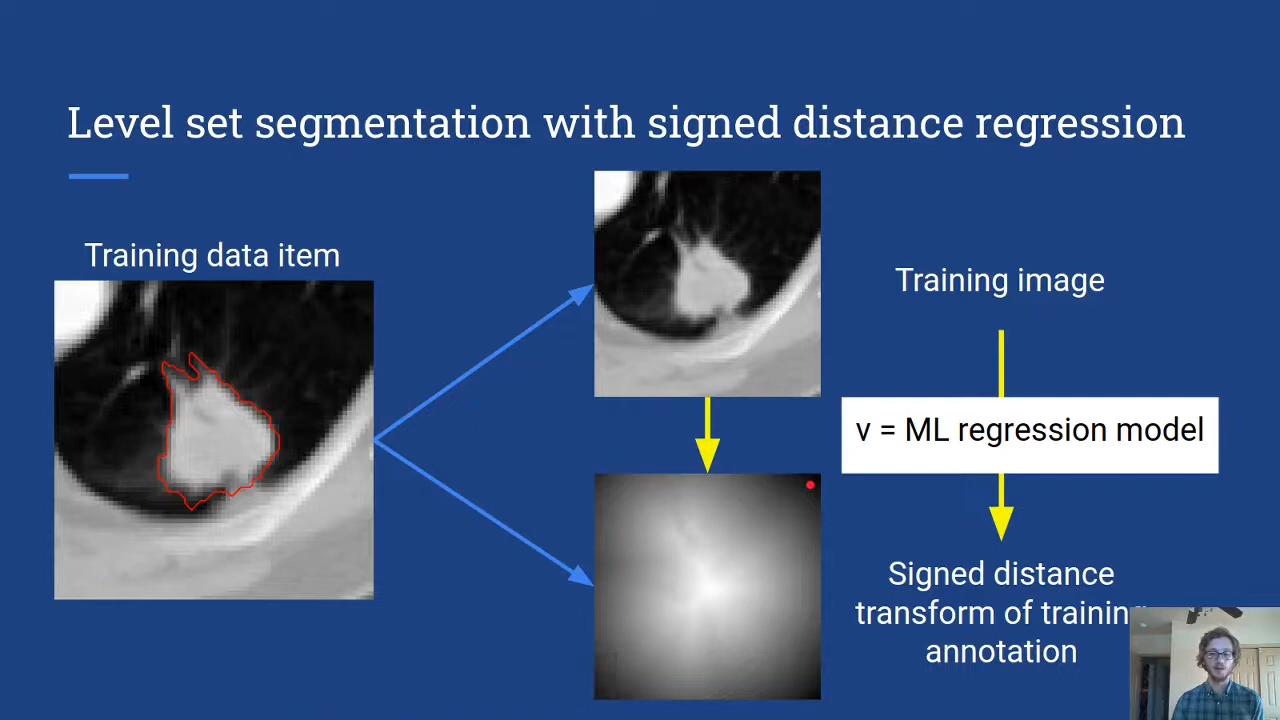 Level set segmentation with signed distance regression
Training data item
Training image
v = ML regression model
Signed distance
transform of training
annotation